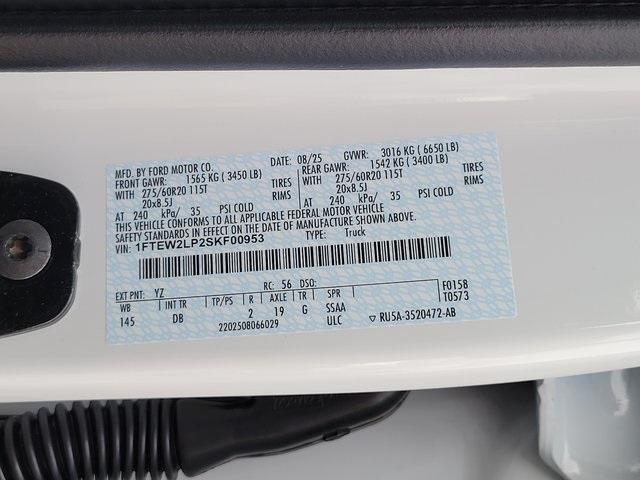 MFD. BY FORD MOTOR CO. DATE: 08/25 GVWR: 3016 KG ( 6650 LB)
FRONT GAWR: 1565 KG ( 3450 LB) REAR GAWR: 1542 KG ( 3400 LB)
WITH 275/60R20 115T TIRES WITH 275/60R20 115T TIRES
20x8.5J RIMS 20x8.5J RIMS
AT 240 kPa/ 35 PSI COLD AT 240 kPa/ 35 PSI COLD
THIS VEHICLE CONFORMS TO ALL APPLICABLE FEDERAL MOTOR VEHICLE
SAFETY STANDARDS IN EFFECT ON THE DATE OF MANUFACTURE SHOWN ABOVE.
VIN: 1FTEW2LP2SKF00953 TYPE: Truck
EXT PNT: YZ RC: 56 DSO: F0158
WB INT TR TP/PS R AXLE TR SPR T0573
145 DB 2 19 G SSAA
2202508066029 ULC RU5A-3520472-AB